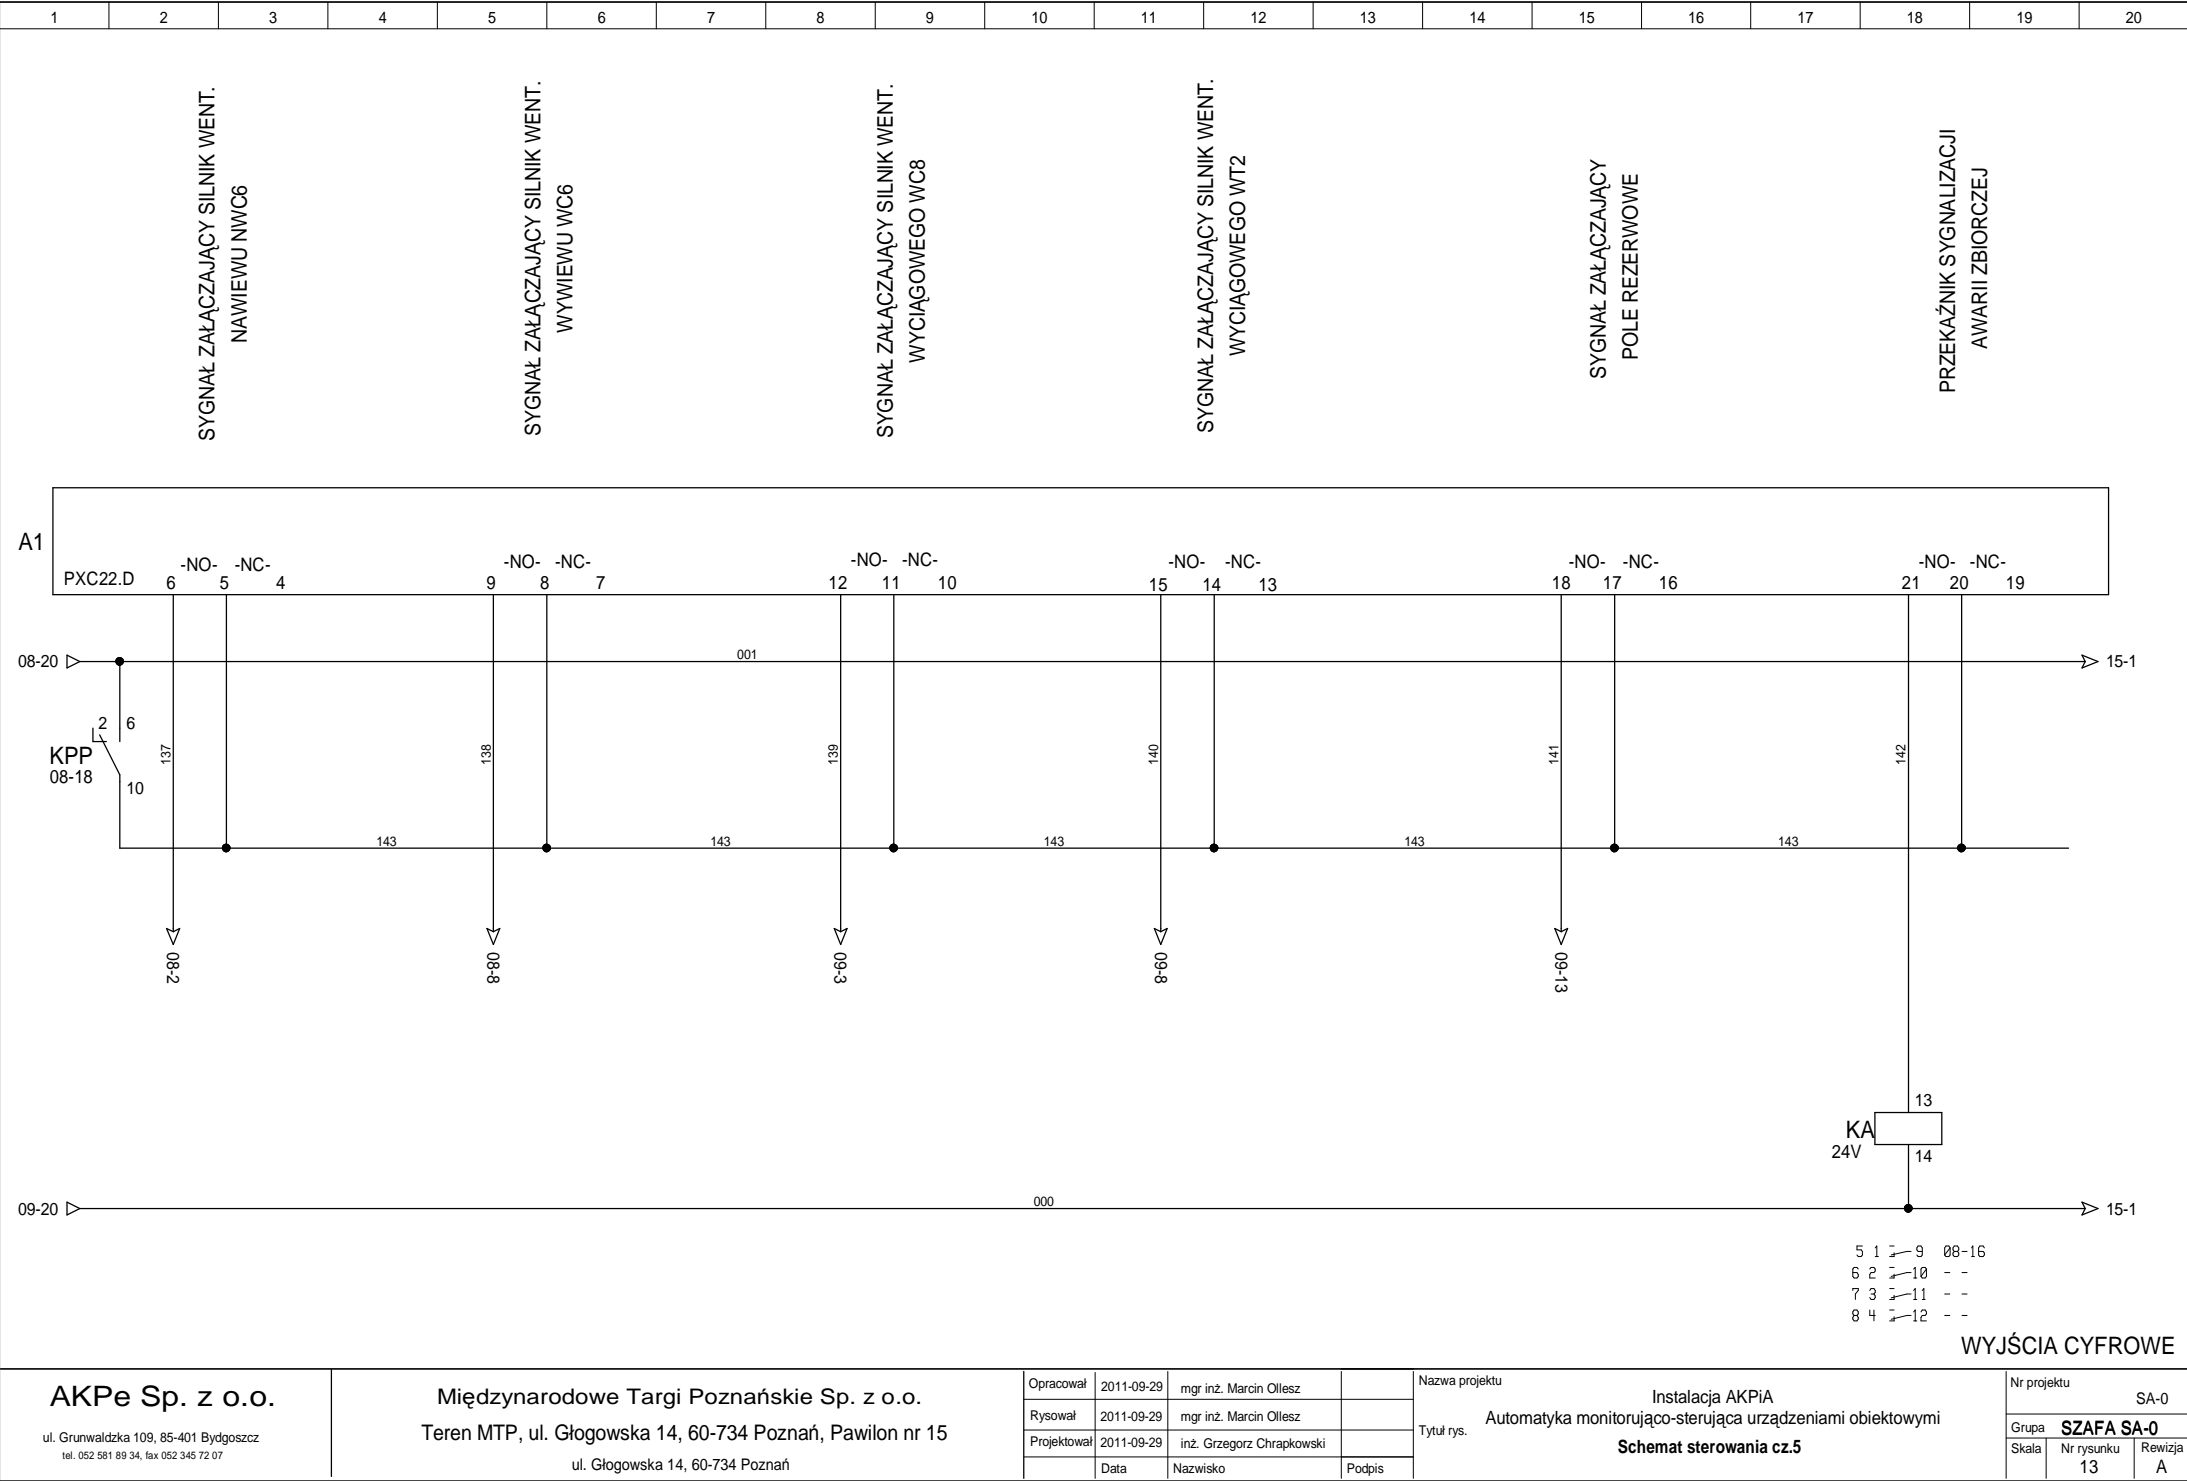 1 2 3 4 5 6 7 8 9 10 11 12 13 14 15 16 17 18 19 20
SYGNAŁ ZAŁĄCZAJĄCY SILNIK WENT.
NAWIEWU NWC6
SYGNAŁ ZAŁĄCZAJĄCY SILNIK WENT.
WYWIEWU WC6
SYGNAŁ ZAŁĄCZAJĄCY SILNIK WENT.
WYCIĄGOWEGO WC8
SYGNAŁ ZAŁĄCZAJĄCY SILNIK WENT.
WYCIĄGOWEGO WT2
SYGNAŁ ZAŁĄCZAJĄCY
POLE REZERWOWE
PRZEKAŹNIK SYGNALIZACJI
AWARII ZBIORCZEJ
A1
-NO- -NC- -NO- -NC- -NO- -NC- -NO- -NC- -NO- -NC- -NO- -NC-
PXC22.D 6 5 4 9 8 7 12 11 10 15 14 13 18 17 16 21 20 19
08-20 001 15-1
2 6
KPP
08-18
10
137 138 139 140 141 142
143 143 143 143 143
08-2 08-8 09-3 09-8 09-13
13
KA
24V
14
09-20 000 15-1
5 1 9 08-16
6 2 10 - -
7 3 11 - -
8 4 12 - -
WYJŚCIA CYFROWE
AKPe Sp. z o.o.
ul. Grunwaldzka 109, 85-401 Bydgoszcz
tel. 052 581 89 34, fax 052 345 72 07
Międzynarodowe Targi Poznańskie Sp. z o.o.
Teren MTP, ul. Głogowska 14, 60-734 Poznań, Pawilon nr 15
ul. Głogowska 14, 60-734 Poznań
Opracował 2011-09-29 mgr inż. Marcin Ollesz
Rysował 2011-09-29 mgr inż. Marcin Ollesz
Projektował 2011-09-29 inż. Grzegorz Chrapkowski
Data Nazwisko Podpis
Nazwa projektu
Instalacja AKPiA
Automatyka monitorująco-sterująca urządzeniami obiektowymi
Tytuł rys.
Schemat sterowania cz.5
Nr projektu
SA-0
Grupa SZAFA SA-0
Skala Nr rysunku Rewizja
13 A